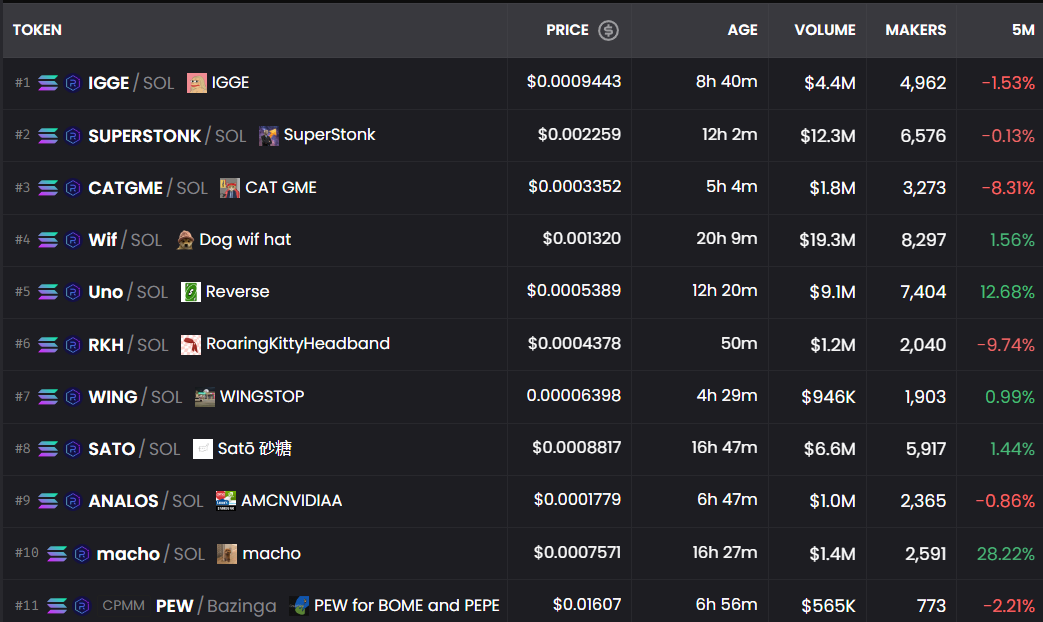 TOKEN PRICE $ AGE VOLUME MAKERS 5M
#1 IGGE / SOL IGGE $0.0009443 8h 40m $4.4M 4,962 -1.53%
#2 SUPERSTONK / SOL SuperStonk $0.002259 12h 2m $12.3M 6,576 -0.13%
#3 CATGME / SOL CAT GME $0.0003352 5h 4m $1.8M 3,273 -8.31%
#4 Wif / SOL Dog wif hat $0.001320 20h 9m $19.3M 8,297 1.56%
#5 Uno / SOL Reverse $0.0005389 12h 20m $9.1M 7,404 12.68%
#6 RKH / SOL RoaringKittyHeadband $0.0004378 50m $1.2M 2,040 -9.74%
#7 WING / SOL WINGSTOP 0.00006398 4h 29m $946K 1,903 0.99%
#8 SATO / SOL Satō 砂糖 $0.0008817 16h 47m $6.6M 5,917 1.44%
#9 ANALOS / SOL AMCNVIDIAA $0.0001779 6h 47m $1.0M 2,365 -0.86%
#10 macho / SOL macho $0.0007571 16h 27m $1.4M 2,591 28.22%
#11 CPMM PEW / Bazinga PEW for BOME and PEPE $0.01607 6h 56m $565K 773 -2.21%